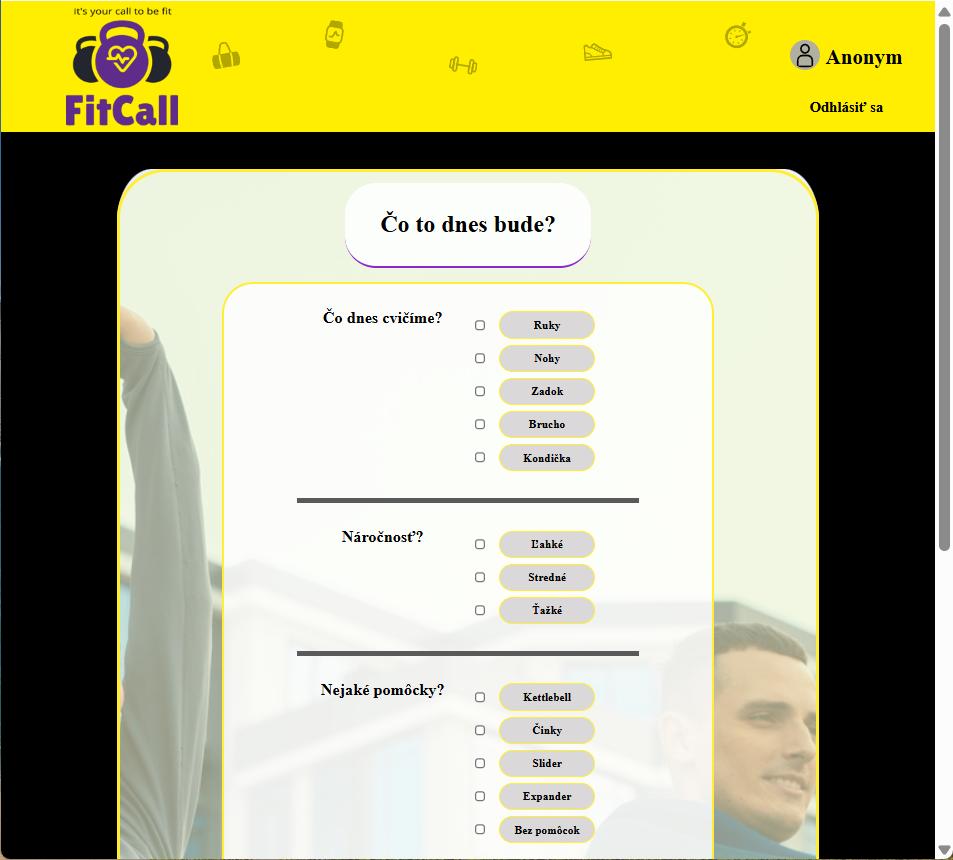 it's your call to be fit
FitCall
Anonym
Odhlásiť sa
Čo to dnes bude?
Čo dnes cvičíme?
Ruky
Nohy
Zadok
Brucho
Kondička
Náročnosť?
Ľahké
Stredné
Ťažké
Nejaké pomôcky?
Kettlebell
Činky
Slider
Expander
Bez pomôcok